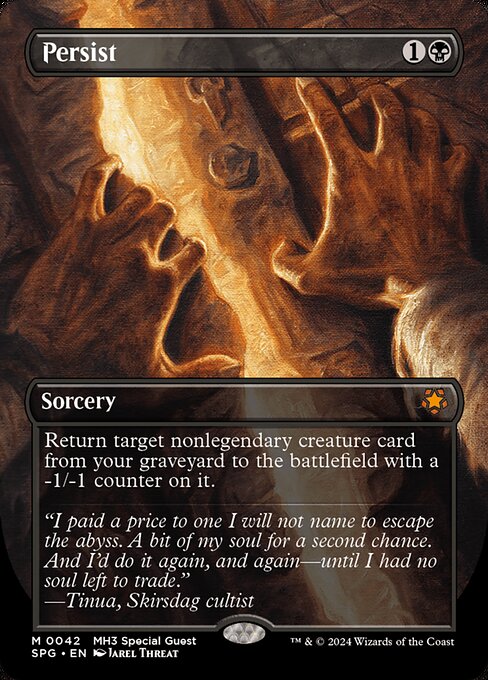 Persist 1
Sorcery
Return target nonlegendary creature card
from your graveyard to the battlefield with a
-1/-1 counter on it.
“I paid a price to one I will not name to escape
the abyss. A bit of my soul for a second chance.
And I’d do it again, and again—until I had no
soul left to trade.”
—Tinua, Skirsdag cultist
M 0042 MH3 Special Guest ™ & © 2024 Wizards of the Coast
SPG • EN Jarel Threat